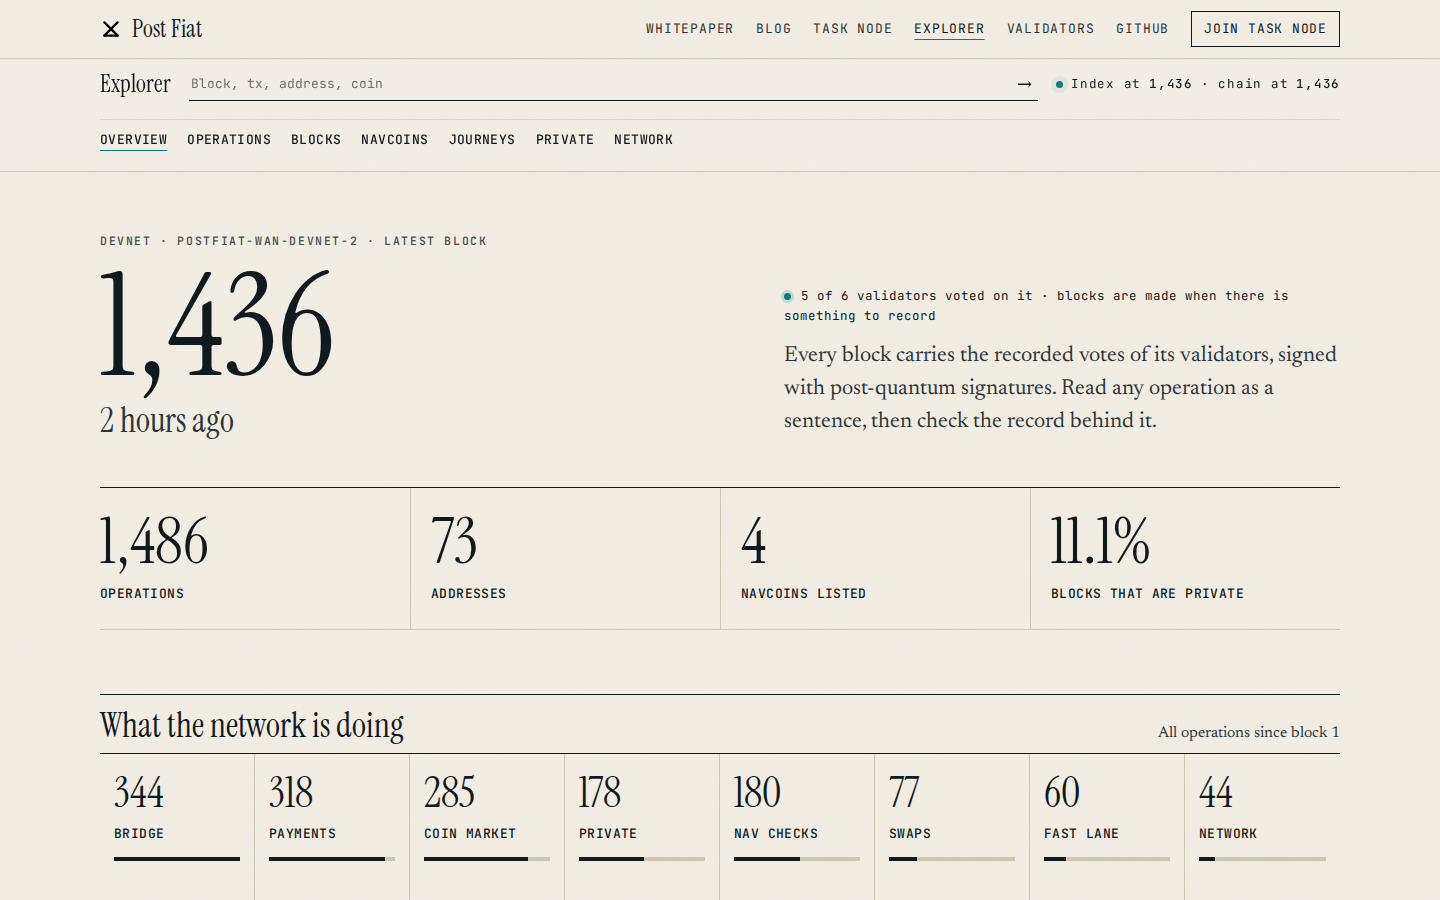 Post Fiat
WHITEPAPER BLOG TASK NODE EXPLORER VALIDATORS GITHUB JOIN TASK NODE
Explorer Block, tx, address, coin → Index at 1,436 · chain at 1,436
OVERVIEW OPERATIONS BLOCKS NAVCOINS JOURNEYS PRIVATE NETWORK
DEVNET · POSTFIAT-WAN-DEVNET-2 · LATEST BLOCK
1,436
2 hours ago
5 of 6 validators voted on it · blocks are made when there is
something to record
Every block carries the recorded votes of its validators, signed
with post-quantum signatures. Read any operation as a
sentence, then check the record behind it.
1,486 73 4 11.1%
OPERATIONS ADDRESSES NAVCOINS LISTED BLOCKS THAT ARE PRIVATE
What the network is doing
All operations since block 1
344 318 285 178 180 77 60 44
BRIDGE PAYMENTS COIN MARKET PRIVATE NAV CHECKS SWAPS FAST LANE NETWORK